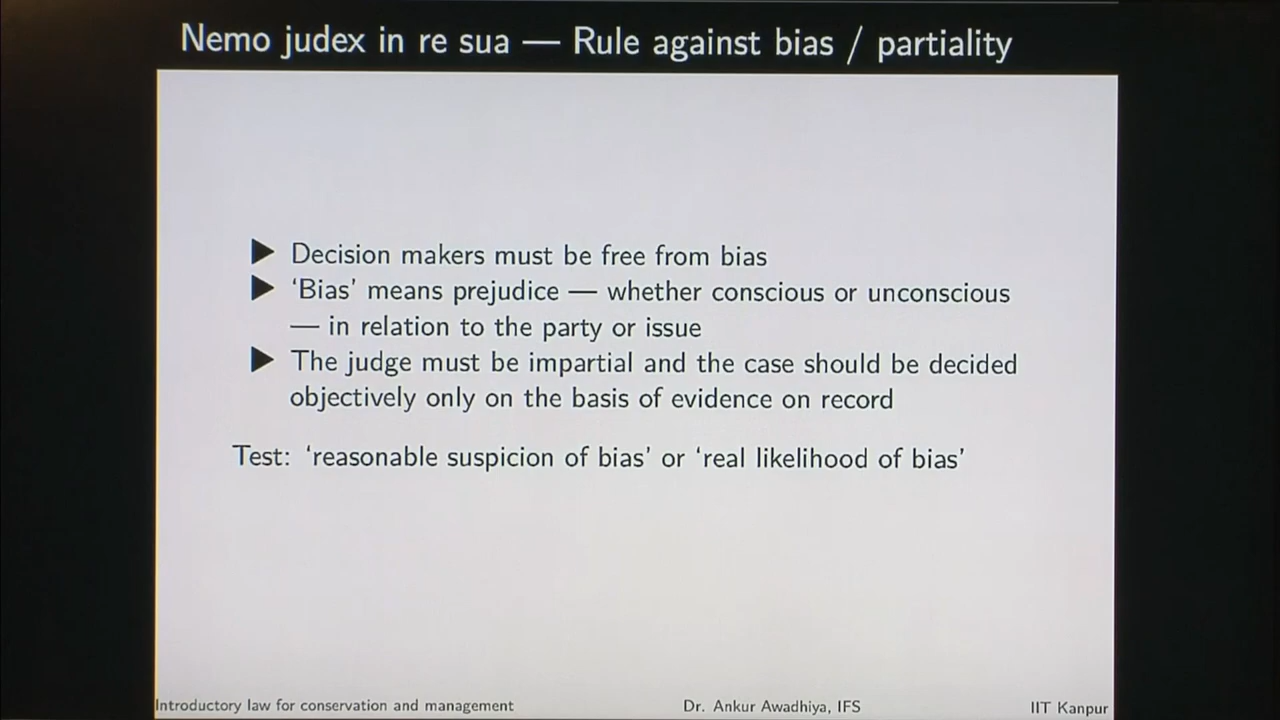 Nemo judex in re sua — Rule against bias / partiality
▶ Decision makers must be free from bias
▶ ‘Bias’ means prejudice — whether conscious or unconscious
— in relation to the party or issue
▶ The judge must be impartial and the case should be decided
objectively only on the basis of evidence on record
Test: ‘reasonable suspicion of bias’ or ‘real likelihood of bias’
Introductory law for conservation and management Dr. Ankur Awadhiya, IFS IIT Kanpur